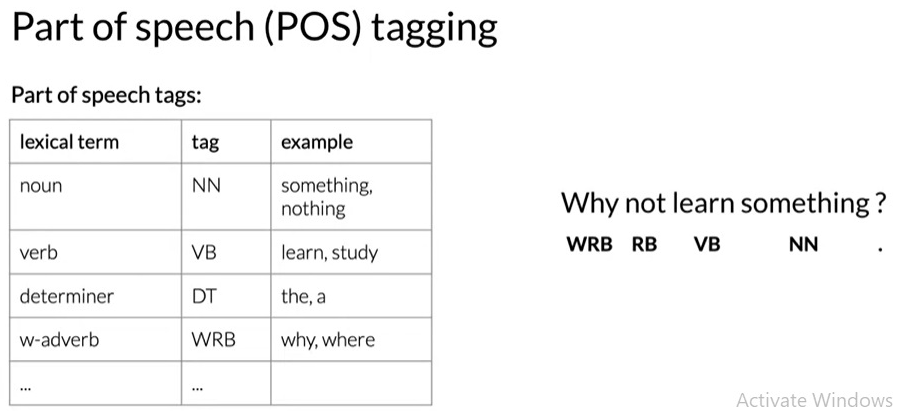 Part of speech (POS) tagging
Part of speech tags:
lexical term tag example
noun NN something,
nothing
verb VB learn, study
determiner DT the, a
w-adverb WRB why, where
... ...
Why not learn something ?
WRB RB VB NN .
Activate Windows